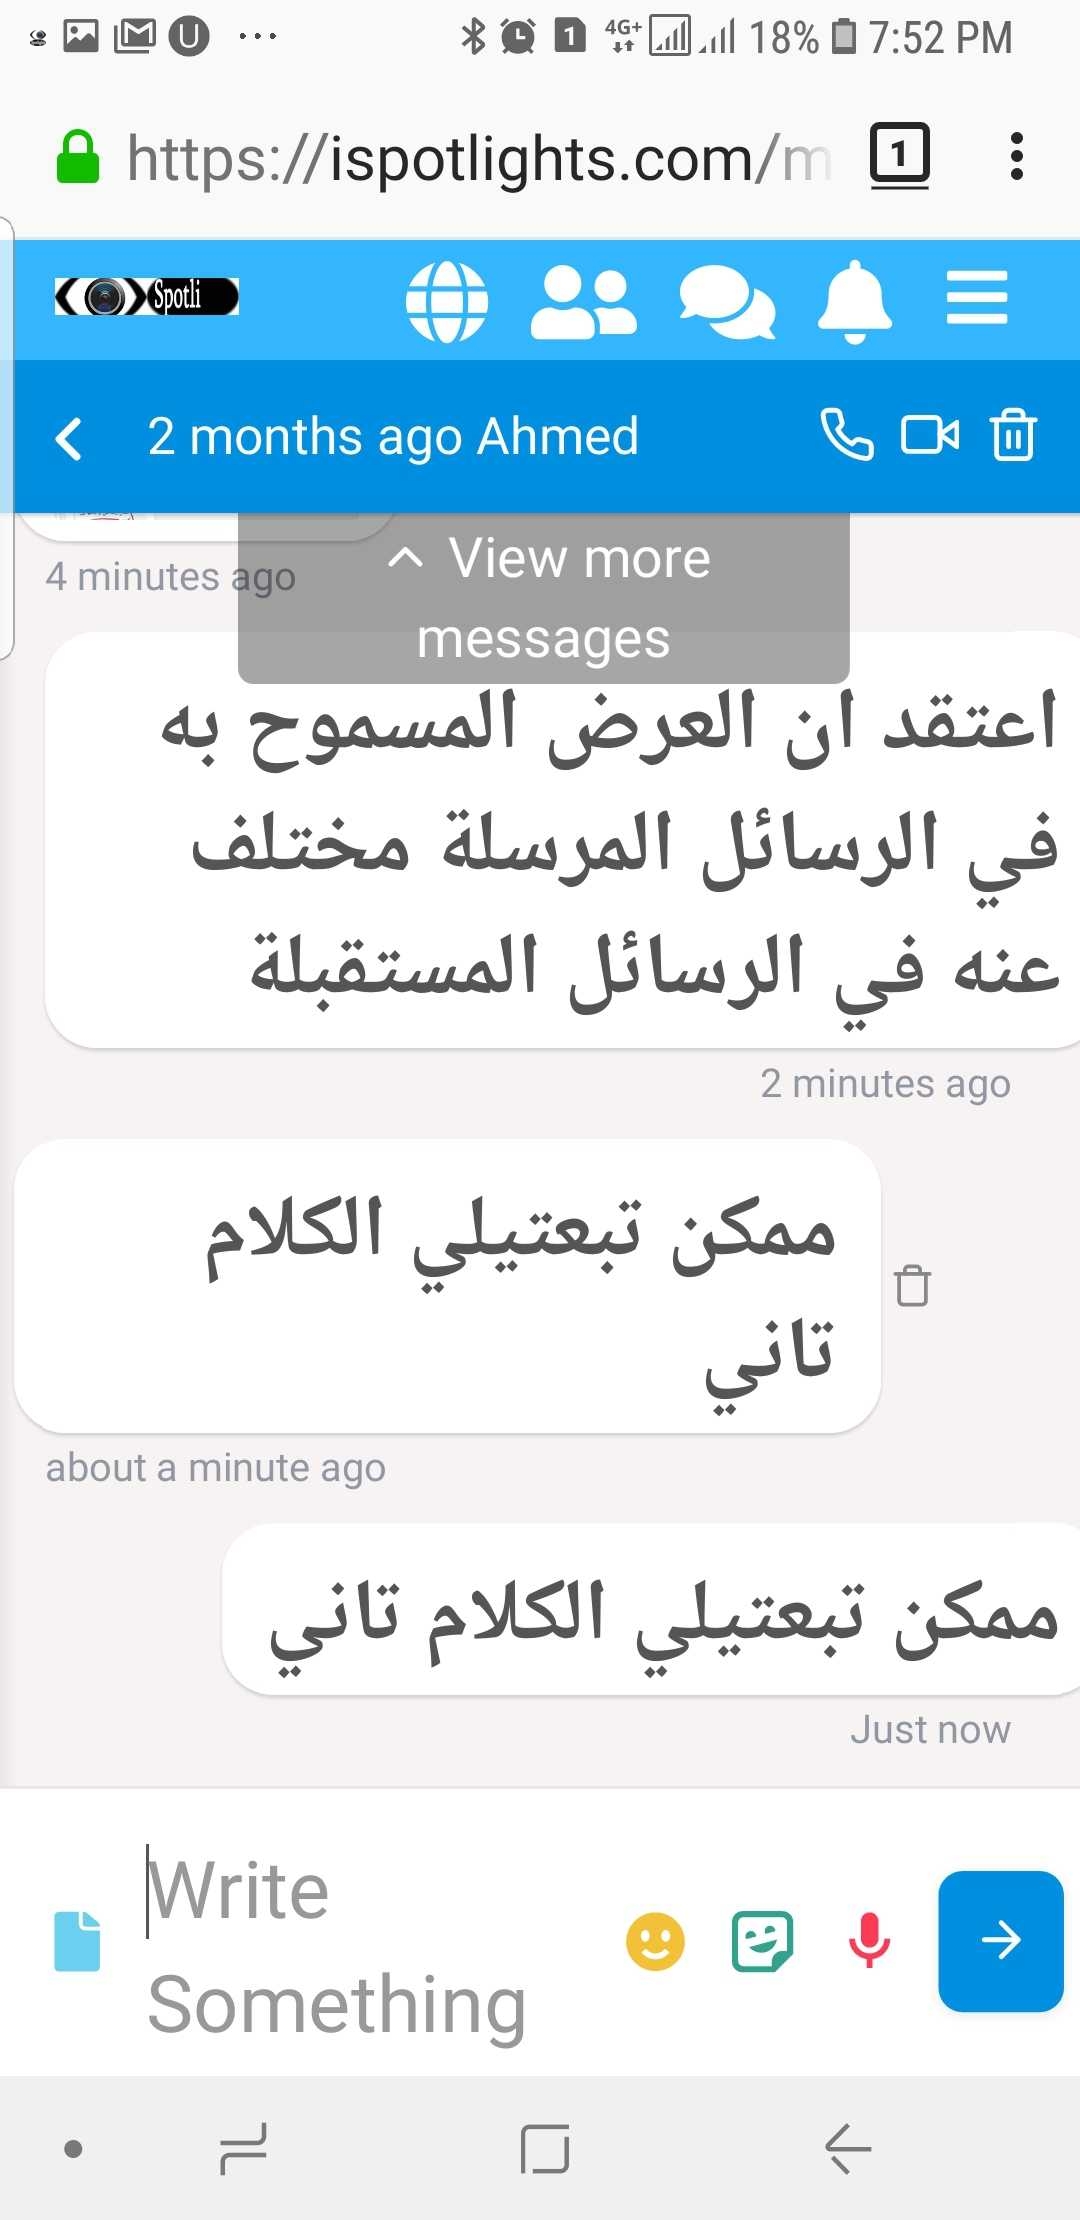 18% 7:52 PM
4G+
1
https://ispotlights.com/m
1
Spotli
2 months ago Ahmed
4 minutes ago
View more
messages
اعتقد ان العرض المسموح به
في الرسائل المرسلة مختلف
عنه في الرسائل المستقبلة
2 minutes ago
ممكن تبعتيلي الكلام
تاني
about a minute ago
ممكن تبعتيلي الكلام تاني
Just now
Write
Something